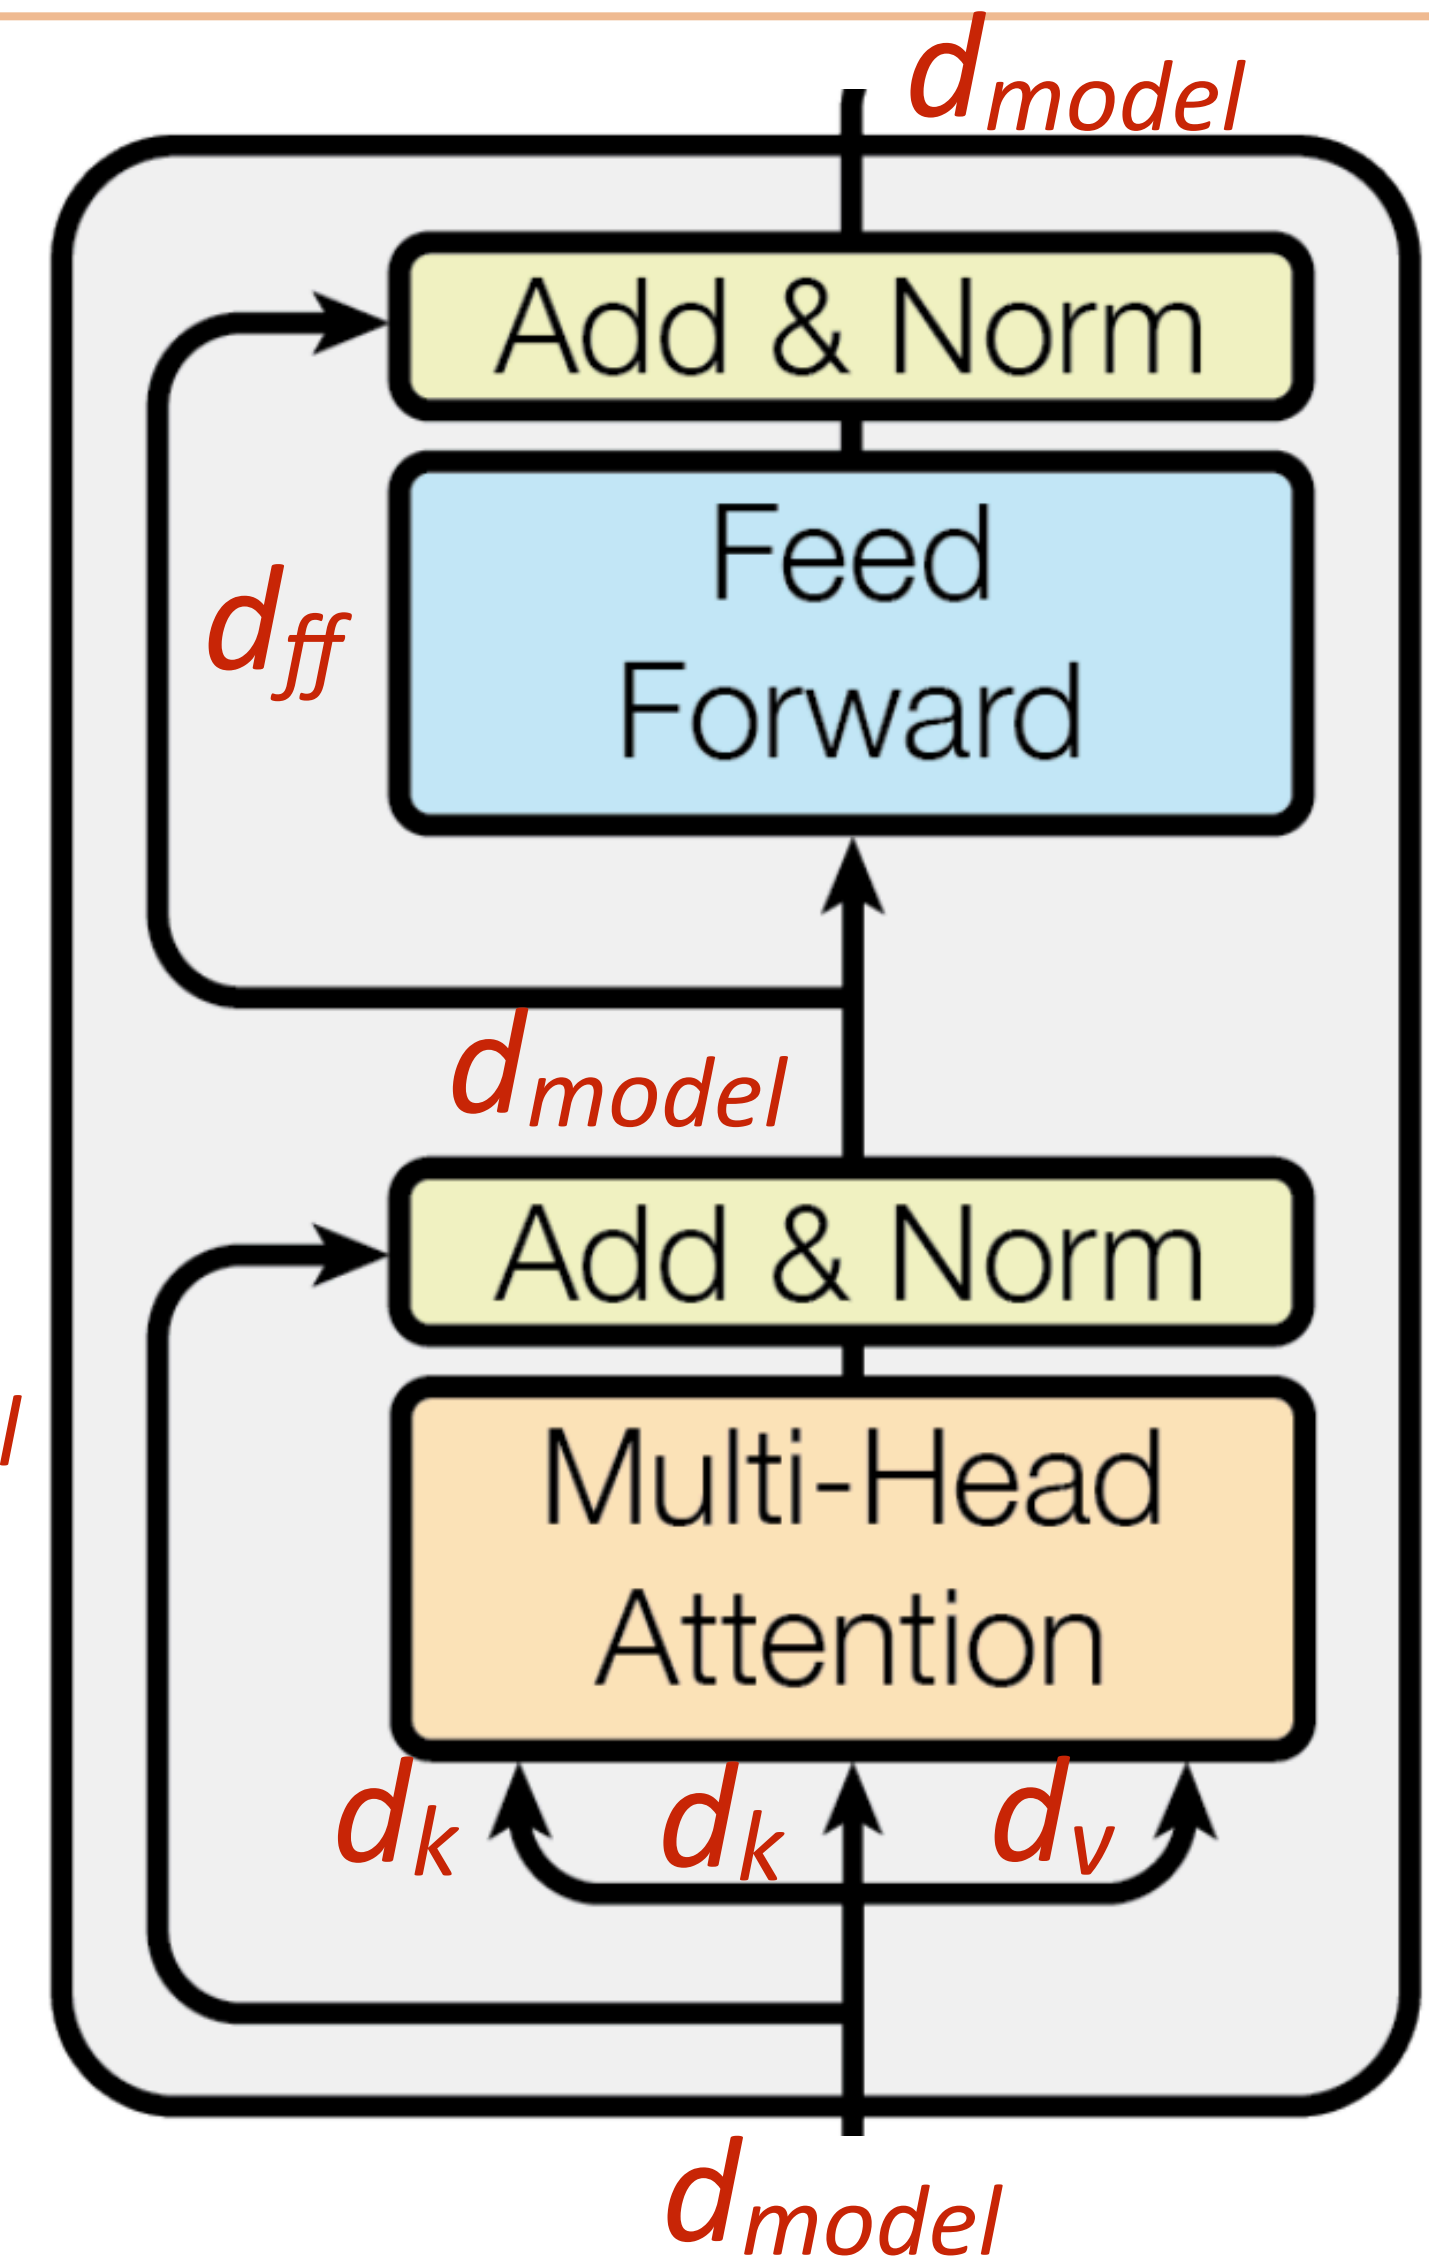 d_model
Add & Norm
Feed
Forward
d_ff
d_model
Add & Norm
l
Multi-Head
Attention
d_k d_k d_v
d_model